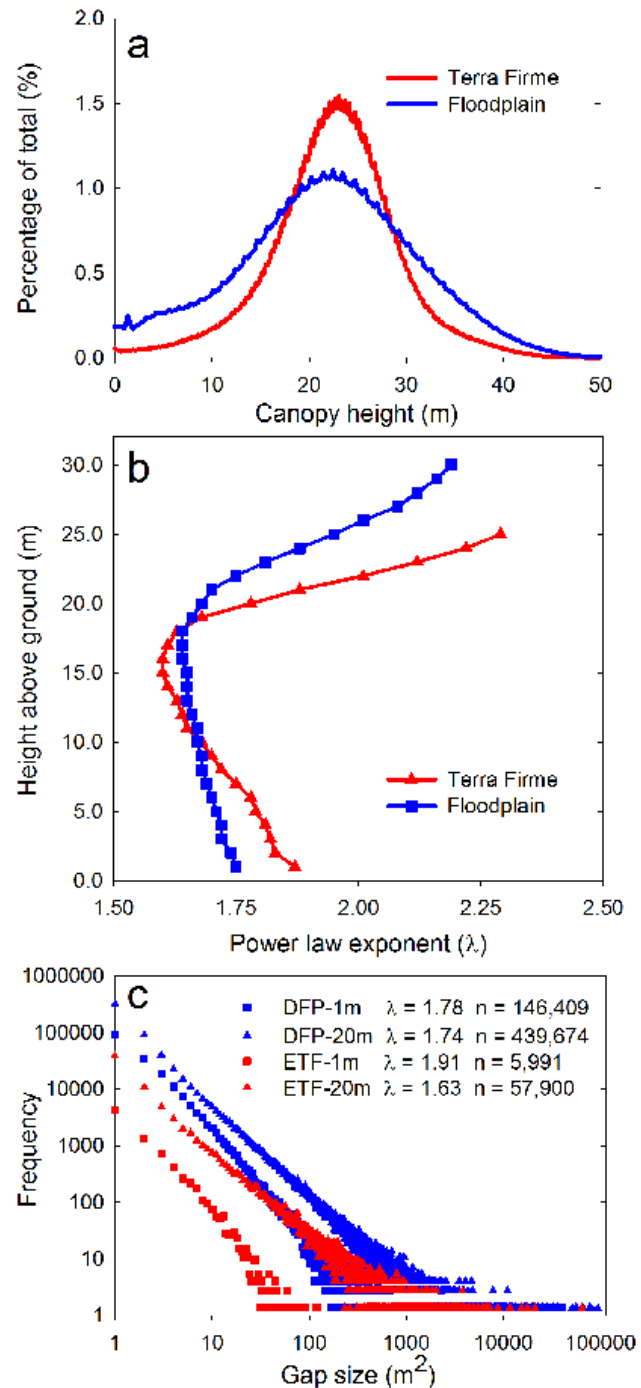 a
2.0
1.5
1.0
0.5
0.0
Percentage of total (%)
Terra Firme
Floodplain
0 10 20 30 40 50
Canopy height (m)
b
30.0
25.0
20.0
15.0
10.0
5.0
0.0
Height above ground (m)
Terra Firme
Floodplain
1.50 1.75 2.00 2.25 2.50
Power law exponent (λ)
c
1000000
100000
10000
1000
100
10
1
Frequency
DFP-1m λ = 1.78 n = 146,409
DFP-20m λ = 1.74 n = 439,674
ETF-1m λ = 1.91 n = 5,991
ETF-20m λ = 1.63 n = 57,900
1 10 100 1000 10000 100000
Gap size (m²)